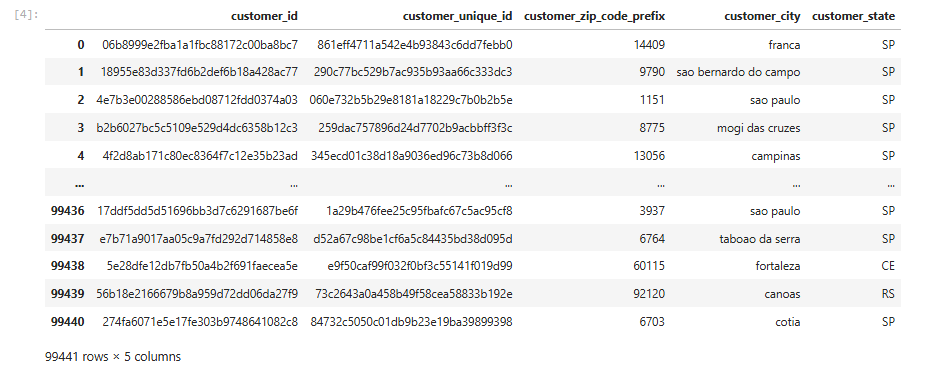 [4]:
customer_id customer_unique_id customer_zip_code_prefix customer_city customer_state
0 06b8999e2fba1a1fbc88172c00ba8bc7 861eff4711a542e4b93843c6dd7febb0 14409 franca SP
1 18955e83d337fd6b2def6b18a428ac77 290c77bc529b7ac935b93aa66c333dc3 9790 sao bernardo do campo SP
2 4e7b3e00288586ebd08712fdd0374a03 060e732b5b29e8181a18229c7b0b2b5e 1151 sao paulo SP
3 b2b6027bc5c5109e529d4dc6358b12c3 259dac757896d24d7702b9acbbff3f3c 8775 mogi das cruzes SP
4 4f2d8ab171c80ec8364f7c12e35b23ad 345ecd01c38d18a9036ed96c73b8d066 13056 campinas SP
... ... ... ... ... ...
99436 17ddf5dd5d51696bb3d7c6291687be6f 1a29b476fee25c95fbafc67c5ac95cf8 3937 sao paulo SP
99437 e7b71a9017aa05c9a7fd292d714858e8 d52a67c98be1cf6a5c84435bd38d095d 6764 taboao da serra SP
99438 5e28dfe12db7fb50a4b2f691faecea5e e9f50caf99f032f0bf3c55141f019d99 60115 fortaleza CE
99439 56b18e2166679b8a959d72dd06da27f9 73c2643a0a458b49f58cea58833b192e 92120 canoas RS
99440 274fa6071e5e17fe303b9748641082c8 84732c5050c01db9b23e19ba39899398 6703 cotia SP
99441 rows × 5 columns